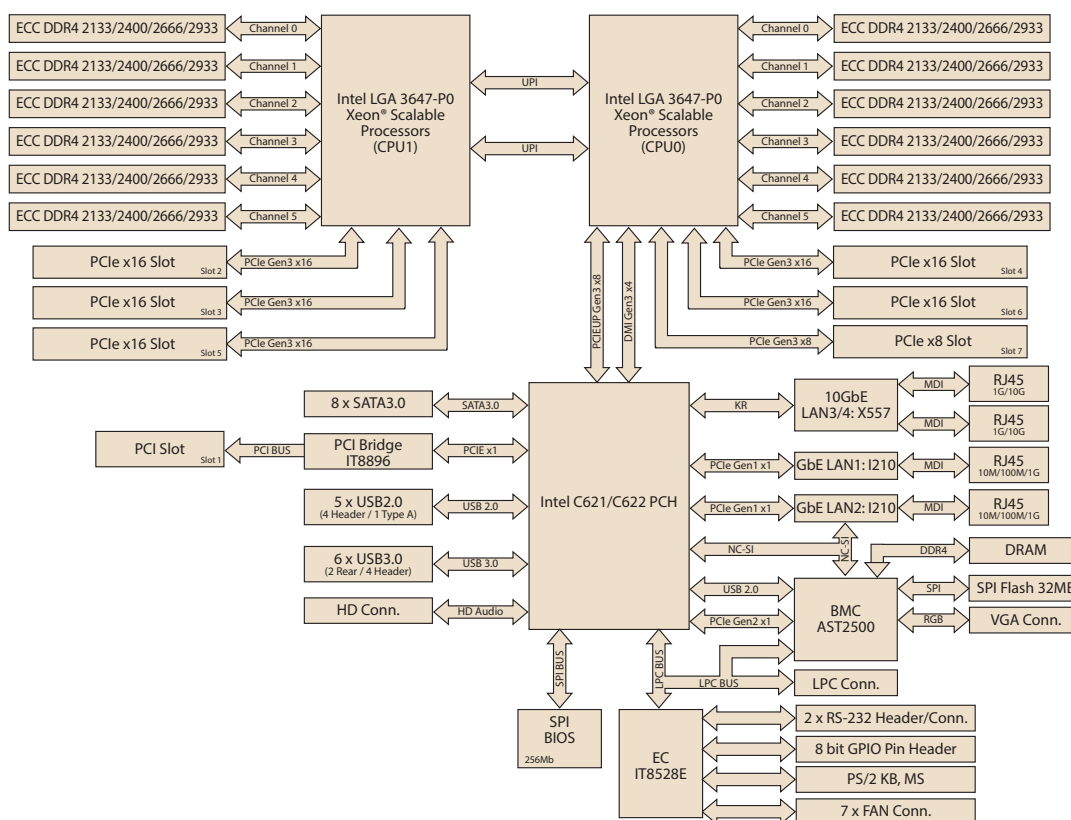 ECC DDR4 2133/2400/2666/2933
Channel 0
ECC DDR4 2133/2400/2666/2933
Channel 1
ECC DDR4 2133/2400/2666/2933
Channel 2
ECC DDR4 2133/2400/2666/2933
Channel 3
ECC DDR4 2133/2400/2666/2933
Channel 4
ECC DDR4 2133/2400/2666/2933
Channel 5
Intel LGA 3647-P0
Xeon® Scalable
Processors
(CPU1)
UPI
UPI
Intel LGA 3647-P0
Xeon® Scalable
Processors
(CPU0)
Channel 0
ECC DDR4 2133/2400/2666/2933
Channel 1
ECC DDR4 2133/2400/2666/2933
Channel 2
ECC DDR4 2133/2400/2666/2933
Channel 3
ECC DDR4 2133/2400/2666/2933
Channel 4
ECC DDR4 2133/2400/2666/2933
Channel 5
ECC DDR4 2133/2400/2666/2933
PCIe x16 Slot
Slot 2
PCIe Gen3 x16
PCIe x16 Slot
Slot 3
PCIe Gen3 x16
PCIe x16 Slot
Slot 5
PCIe Gen3 x16
PCIEUP Gen3 x8
DMI Gen3 x4
PCIe Gen3 x16
PCIe x16 Slot
Slot 4
PCIe Gen3 x16
PCIe x16 Slot
Slot 6
PCIe Gen3 x8
PCIe x8 Slot
Slot 7
8 x SATA3.0
SATA3.0
PCI Slot
Slot 1
PCI BUS
PCI Bridge
IT8896
PCIE x1
5 x USB2.0
(4 Header / 1 Type A)
USB 2.0
6 x USB3.0
(2 Rear / 4 Header)
USB 3.0
HD Conn.
HD Audio
Intel C621/C622 PCH
KR
10GbE
LAN3/4: X557
MDI
RJ45
1G/10G
MDI
RJ45
1G/10G
PCIe Gen1 x1
GbE LAN1: I210
MDI
RJ45
10M/100M/1G
PCIe Gen1 x1
GbE LAN2: I210
MDI
RJ45
10M/100M/1G
NC-SI
NC-SI
DDR4
DRAM
USB 2.0
PCIe Gen2 x1
BMC
AST2500
SPI
SPI Flash 32MB
RGB
VGA Conn.
SPI BUS
LPC BUS
LPC BUS
LPC Conn.
SPI
BIOS
256Mb
EC
IT8528E
2 x RS-232 Header/Conn.
8 bit GPIO Pin Header
PS/2 KB, MS
7 x FAN Conn.